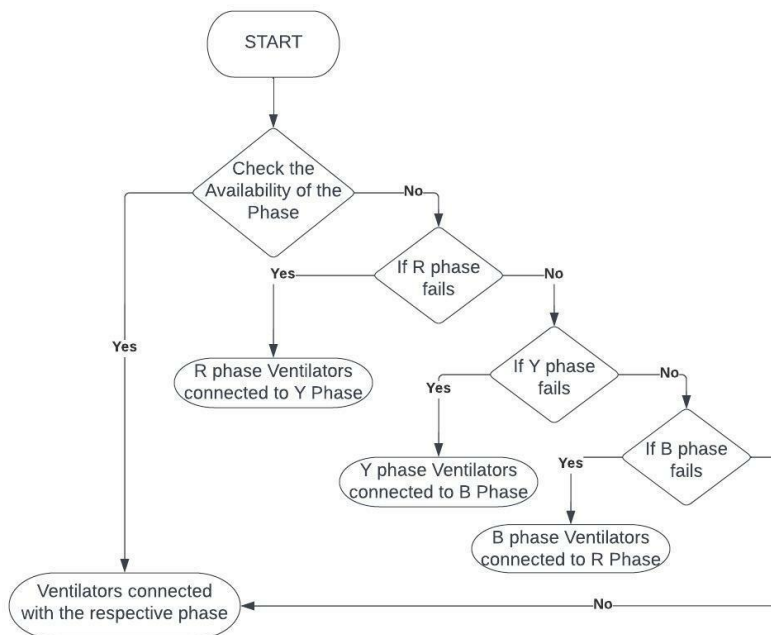 START
Check the
Availability of the
Phase
No
If R phase
fails
Yes
No
Yes
R phase Ventilators
connected to Y Phase
If Y phase
fails
Yes
No
Y phase Ventilators
connected to B Phase
If B phase
fails
Yes
B phase Ventilators
connected to R Phase
Ventilators connected
with the respective phase
No